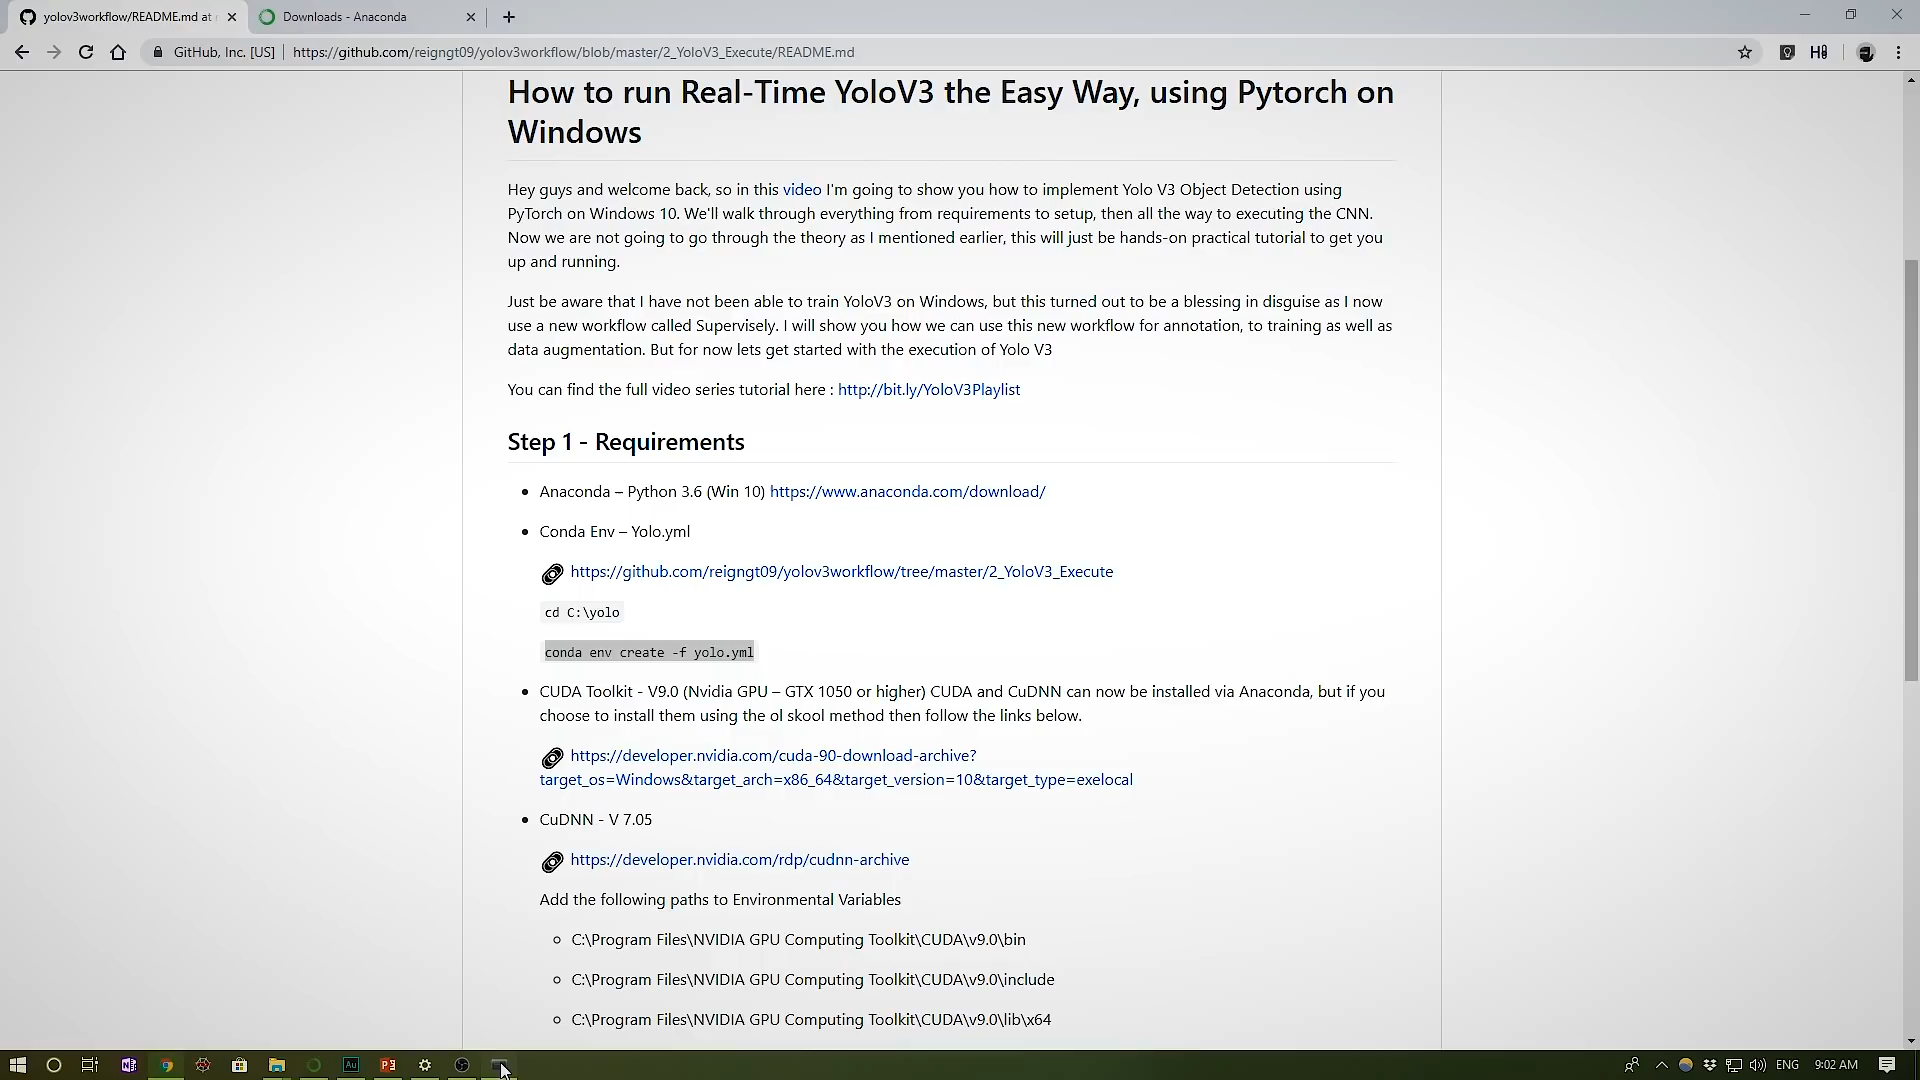 yolov3workflow/README.md at
Downloads - Anaconda
GitHub, Inc. [US]
https://github.com/reigngt09/yolov3workflow/blob/master/2_YoloV3_Execute/README.md
How to run Real-Time YoloV3 the Easy Way, using Pytorch on
Windows
Hey guys and welcome back, so in this video I'm going to show you how to implement Yolo V3 Object Detection using
PyTorch on Windows 10. We'll walk through everything from requirements to setup, then all the way to executing the CNN.
Now we are not going to go through the theory as I mentioned earlier, this will just be hands-on practical tutorial to get you
up and running.
Just be aware that I have not been able to train YoloV3 on Windows, but this turned out to be a blessing in disguise as I now
use a new workflow called Supervisely. I will show you how we can use this new workflow for annotation, to training as well as
data augmentation. But for now lets get started with the execution of Yolo V3
You can find the full video series tutorial here : http://bit.ly/YoloV3Playlist
Step 1 - Requirements
Anaconda – Python 3.6 (Win 10) https://www.anaconda.com/download/
Conda Env – Yolo.yml
https://github.com/reigngt09/yolov3workflow/tree/master/2_YoloV3_Execute
cd C:\yolo
conda env create -f yolo.yml
CUDA Toolkit - V9.0 (Nvidia GPU – GTX 1050 or higher) CUDA and CuDNN can now be installed via Anaconda, but if you
choose to install them using the ol skool method then follow the links below.
https://developer.nvidia.com/cuda-90-download-archive?
target_os=Windows&target_arch=x86_64&target_version=10&target_type=exelocal
CuDNN - V 7.05
https://developer.nvidia.com/rdp/cudnn-archive
Add the following paths to Environmental Variables
C:\Program Files\NVIDIA GPU Computing Toolkit\CUDA\v9.0\bin
C:\Program Files\NVIDIA GPU Computing Toolkit\CUDA\v9.0\include
C:\Program Files\NVIDIA GPU Computing Toolkit\CUDA\v9.0\lib\x64
Au
ENG
9:02 AM